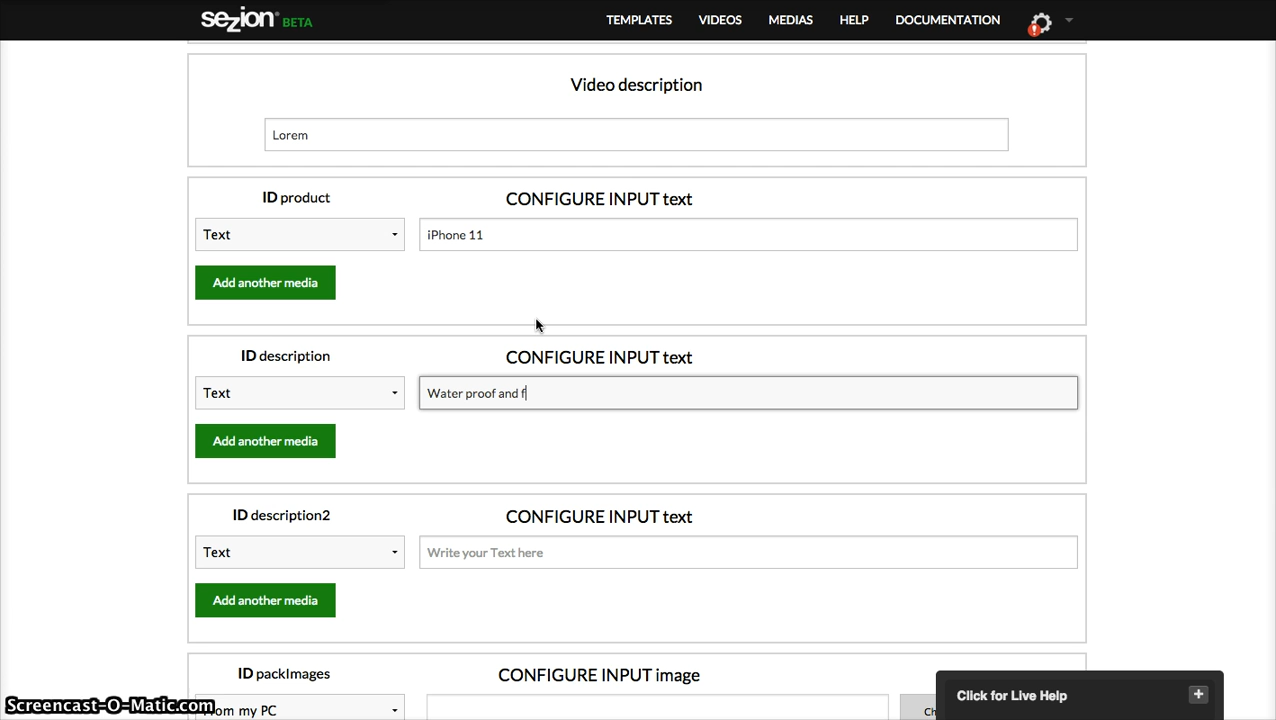 sezion BETA TEMPLATES VIDEOS MEDIAS HELP DOCUMENTATION
Video description
Lorem
ID product CONFIGURE INPUT text
Text iPhone 11
Add another media
ID description CONFIGURE INPUT text
Text Water proof and f
Add another media
ID description2 CONFIGURE INPUT text
Text Write your Text here
Add another media
ID packImages CONFIGURE INPUT image
Click for Live Help +
Screencast-O-Matic.com
my PC